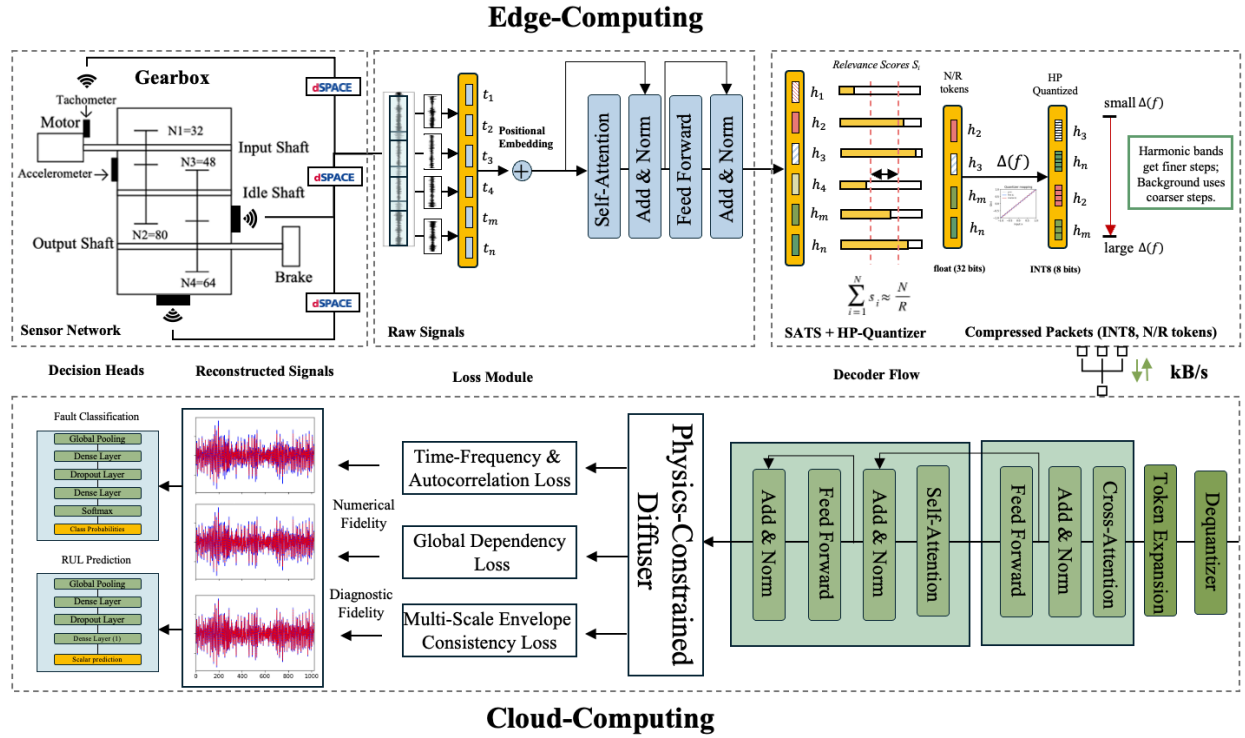 Edge-Computing
Gearbox
Tachometer
Motor
N1=32
Input Shaft
N3=48
Accelerometer
Idle Shaft
N2=80
Output Shaft
N4=64
Brake
Sensor Network
dSPACE
dSPACE
dSPACE
t1
t2
t3
t4
tm
tn
Positional
Embedding
Self-Attention
Add & Norm
Feed Forward
Add & Norm
Raw Signals
Relevance Scores Si
h1
h2
h3
h4
hm
hn
∑ i=1 N si ≈ N/R
N/R
tokens
h2
h3
hm
hn
float (32 bits)
Δ(f)
HP
Quantized
h3
hn
h2
hm
INT8 (8 bits)
small Δ(f)
large Δ(f)
Harmonic bands
get finer steps;
Background uses
coarser steps.
SATS + HP-Quantizer
Compressed Packets (INT8, N/R tokens)
kB/s
Decision Heads
Reconstructed Signals
Loss Module
Decoder Flow
Fault Classification
Global Pooling
Dense Layer
Dropout Layer
Dense Layer
Softmax
Class Probabilities
RUL Prediction
Global Pooling
Dense Layer
Dropout Layer
Dense Layer (1)
Scalar prediction
0 200 400 600 800 1000
Numerical
Fidelity
Diagnostic
Fidelity
Time-Frequency &
Autocorrelation Loss
Global Dependency
Loss
Multi-Scale Envelope
Consistency Loss
Physics-Constrained
Diffuser
Add & Norm
Feed Forward
Add & Norm
Self-Attention
Feed Forward
Add & Norm
Cross-Attention
Token Expansion
Dequantizer
Cloud-Computing